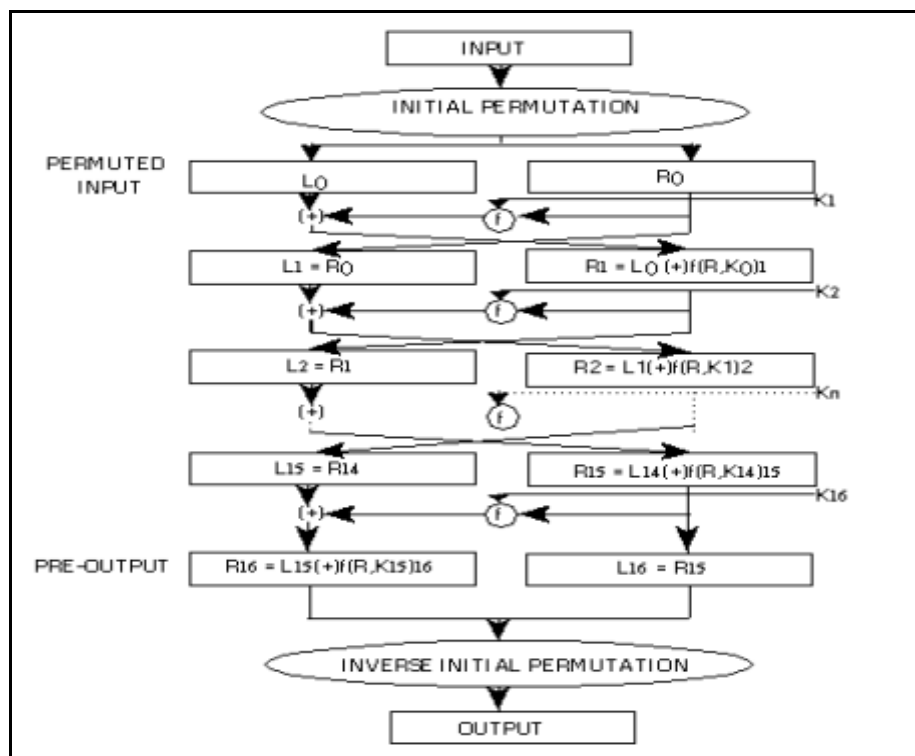 INPUT
INITIAL PERMUTATION
PERMUTED
INPUT
L0
R0
K1
(+)
f
L1 = R0
R1 = L0 (+)f(R,K0)1
K2
(+)
f
L2 = R1
R2 = L1(+)f(R,K1)2
Kn
(+)
f
L15 = R14
R15 = L14(+)f(R,K14)15
K16
(+)
f
PRE-OUTPUT
R16 = L15(+)f(R,K15)16
L16 = R15
INVERSE INITIAL PERMUTATION
OUTPUT